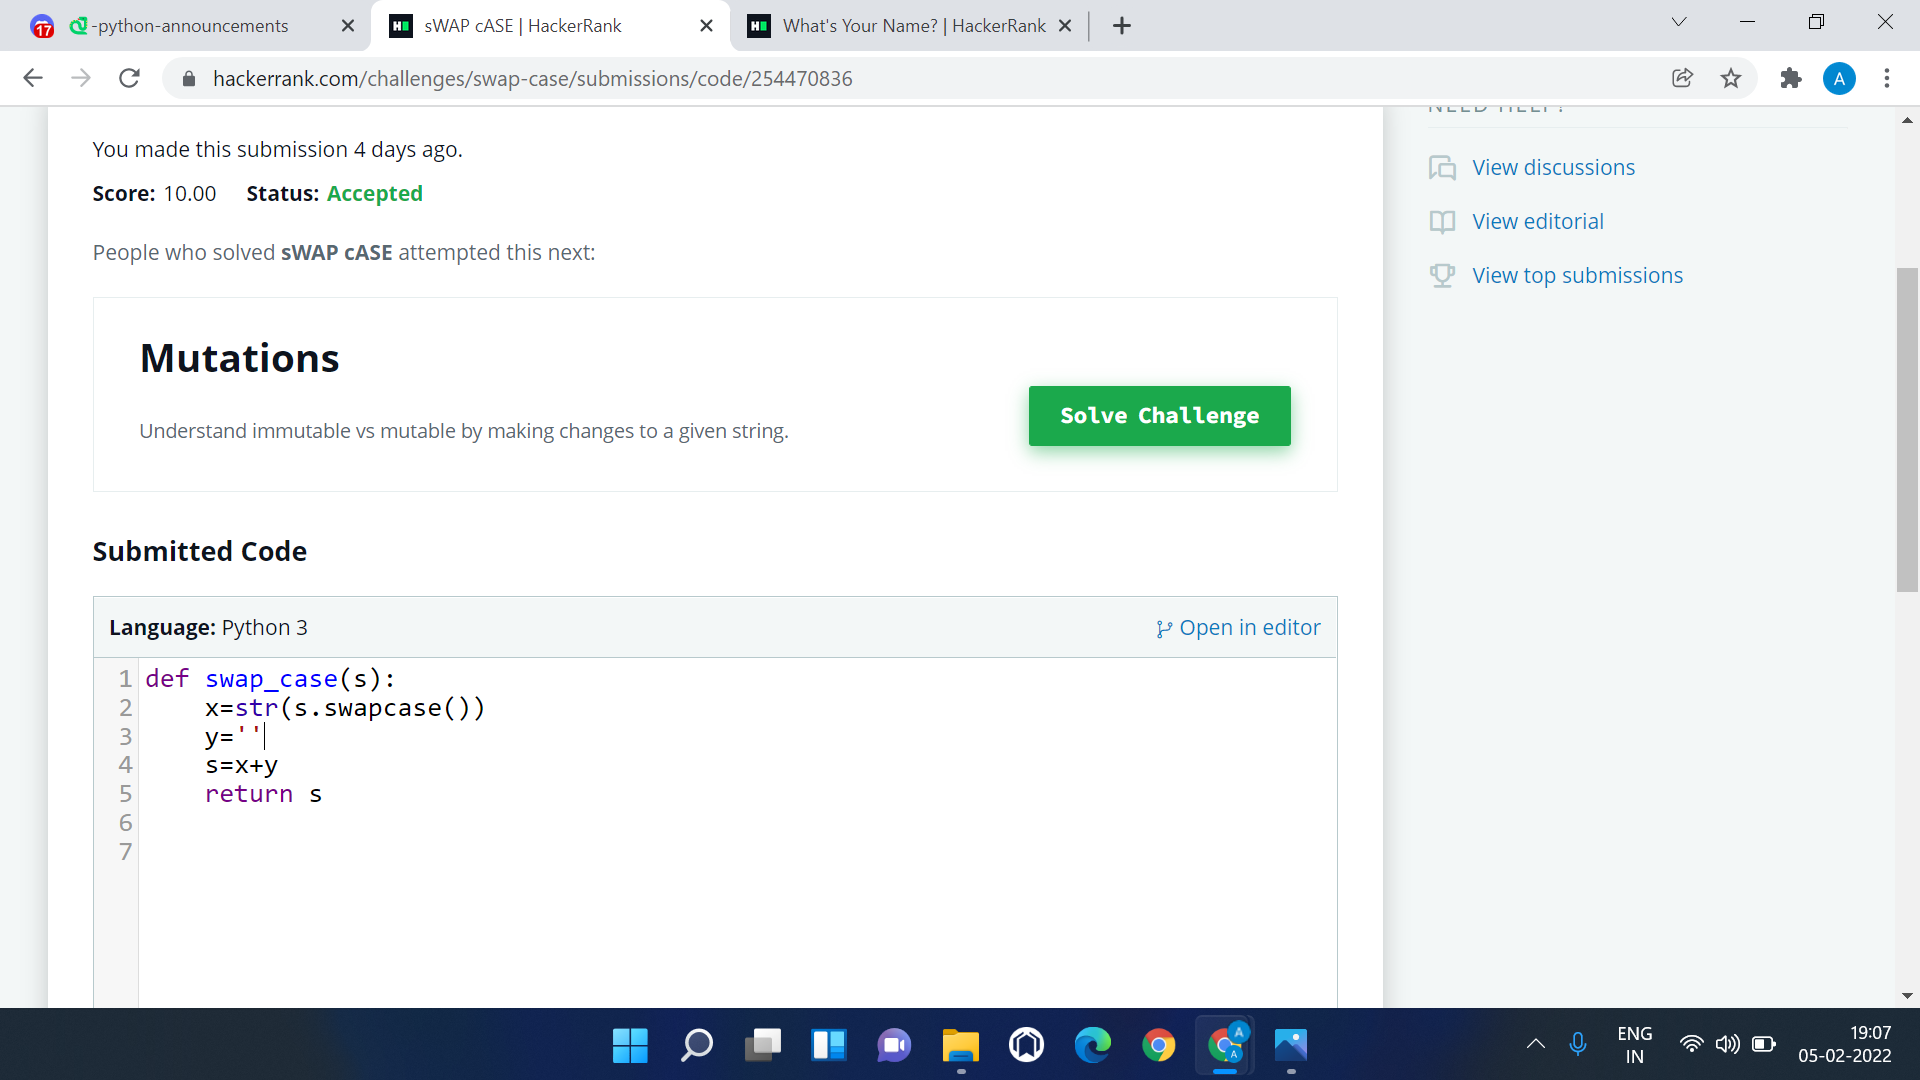 17 -python-announcements
sWAP cASE | HackerRank
What's Your Name? | HackerRank
hackerrank.com/challenges/swap-case/submissions/code/254470836
A
NEED HELP?
You made this submission 4 days ago.
Score: 10.00 Status: Accepted
People who solved sWAP cASE attempted this next:
Mutations
Understand immutable vs mutable by making changes to a given string.
Solve Challenge
View discussions
View editorial
View top submissions
Submitted Code
Language: Python 3
Open in editor
1 def swap_case(s):
2     x=str(s.swapcase())
3     y=''
4     s=x+y
5     return s
6
7
A
A
ENG
IN
19:07
05-02-2022